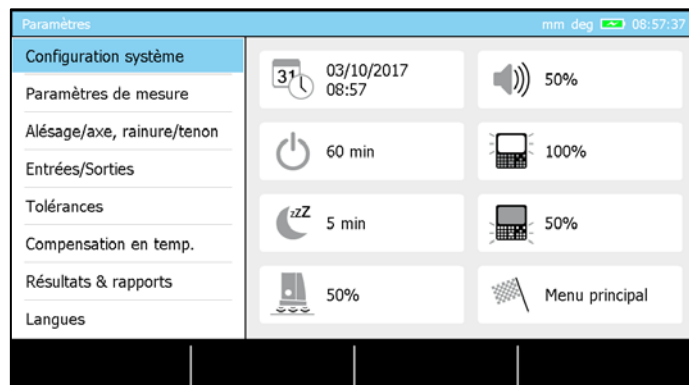 Paramètres
mm deg 08:57:37
Configuration système
Paramètres de mesure
Alésage/axe, rainure/tenon
Entrées/Sorties
Tolérances
Compensation en temp.
Résultats & rapports
Langues
31
03/10/2017
08:57
50%
60 min
100%
zzZ
5 min
50%
50%
Menu principal